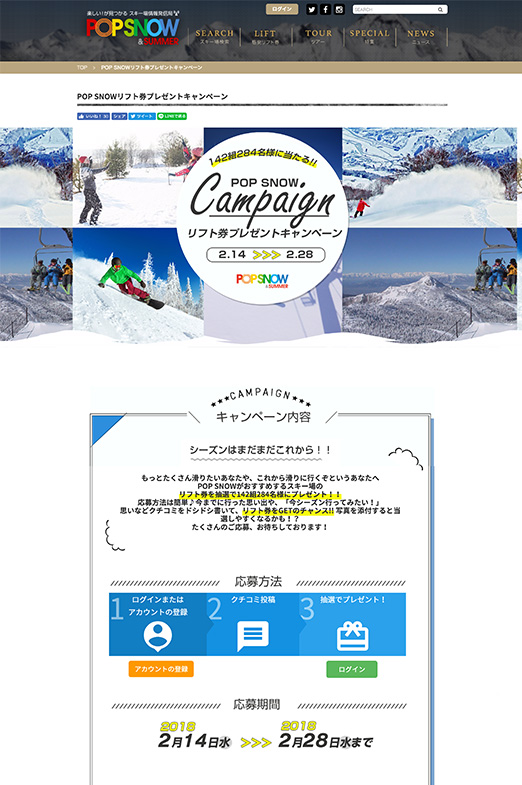 楽しい!が見つかる スキー場情報発信局
POP SNOW
&SUMMER
ログイン
SEARCH
スキー場検索
LIFT
TOUR
ツアー
SPECIAL
特集
NEWS
ニュース
TOP > POP SNOWリフト券プレゼントキャンペーン
POP SNOWリフト券プレゼントキャンペーン
いいね! 30 シェア ツイート LINEで送る
142組284名様に当たる!!
POP SNOW
Campaign
リフト券プレゼントキャンペーン
2.14 >>> 2.28
POP SNOW
&SUMMER
CAMPAIGN
キャンペーン内容
シーズンはまだまだこれから！！
もっとたくさん滑りたいあなたや、これから滑りに行くぞというあなたへ
POP SNOWがおすすめするスキー場の
リフト券を抽選で142組284名様にプレゼント！！
応募方法は簡単♪今までに行った思い出や、「今シーズン行ってみたい！」
思いなどクチコミをドシドシ書いて、リフト券をGETのチャンス!! 写真を添付すると当
選しやすくなるかも！？
たくさんのご応募、お待ちしております！
応募方法
1 ログインまたは
アカウントの登録
2 クチコミ投稿
3 抽選でプレゼント！
アカウントの登録
ログイン
応募期間
2018
2月14日水 >>> 2018
2月28日水まで